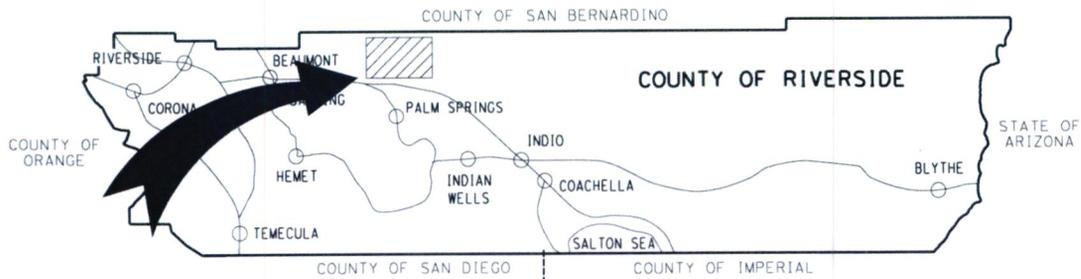 COUNTY OF SAN BERNARDINO
RIVERSIDE
BEAUMONT
COUNTY OF RIVERSIDE
CORONA
PALM SPRINGS
COUNTY OF
ORANGE
STATE OF
ARIZONA
INDIO
HEMET
INDIAN
WELLS
COACHELLA
BLYTHE
TEMECULA
SALTON SEA
COUNTY OF SAN DIEGO
COUNTY OF IMPERIAL